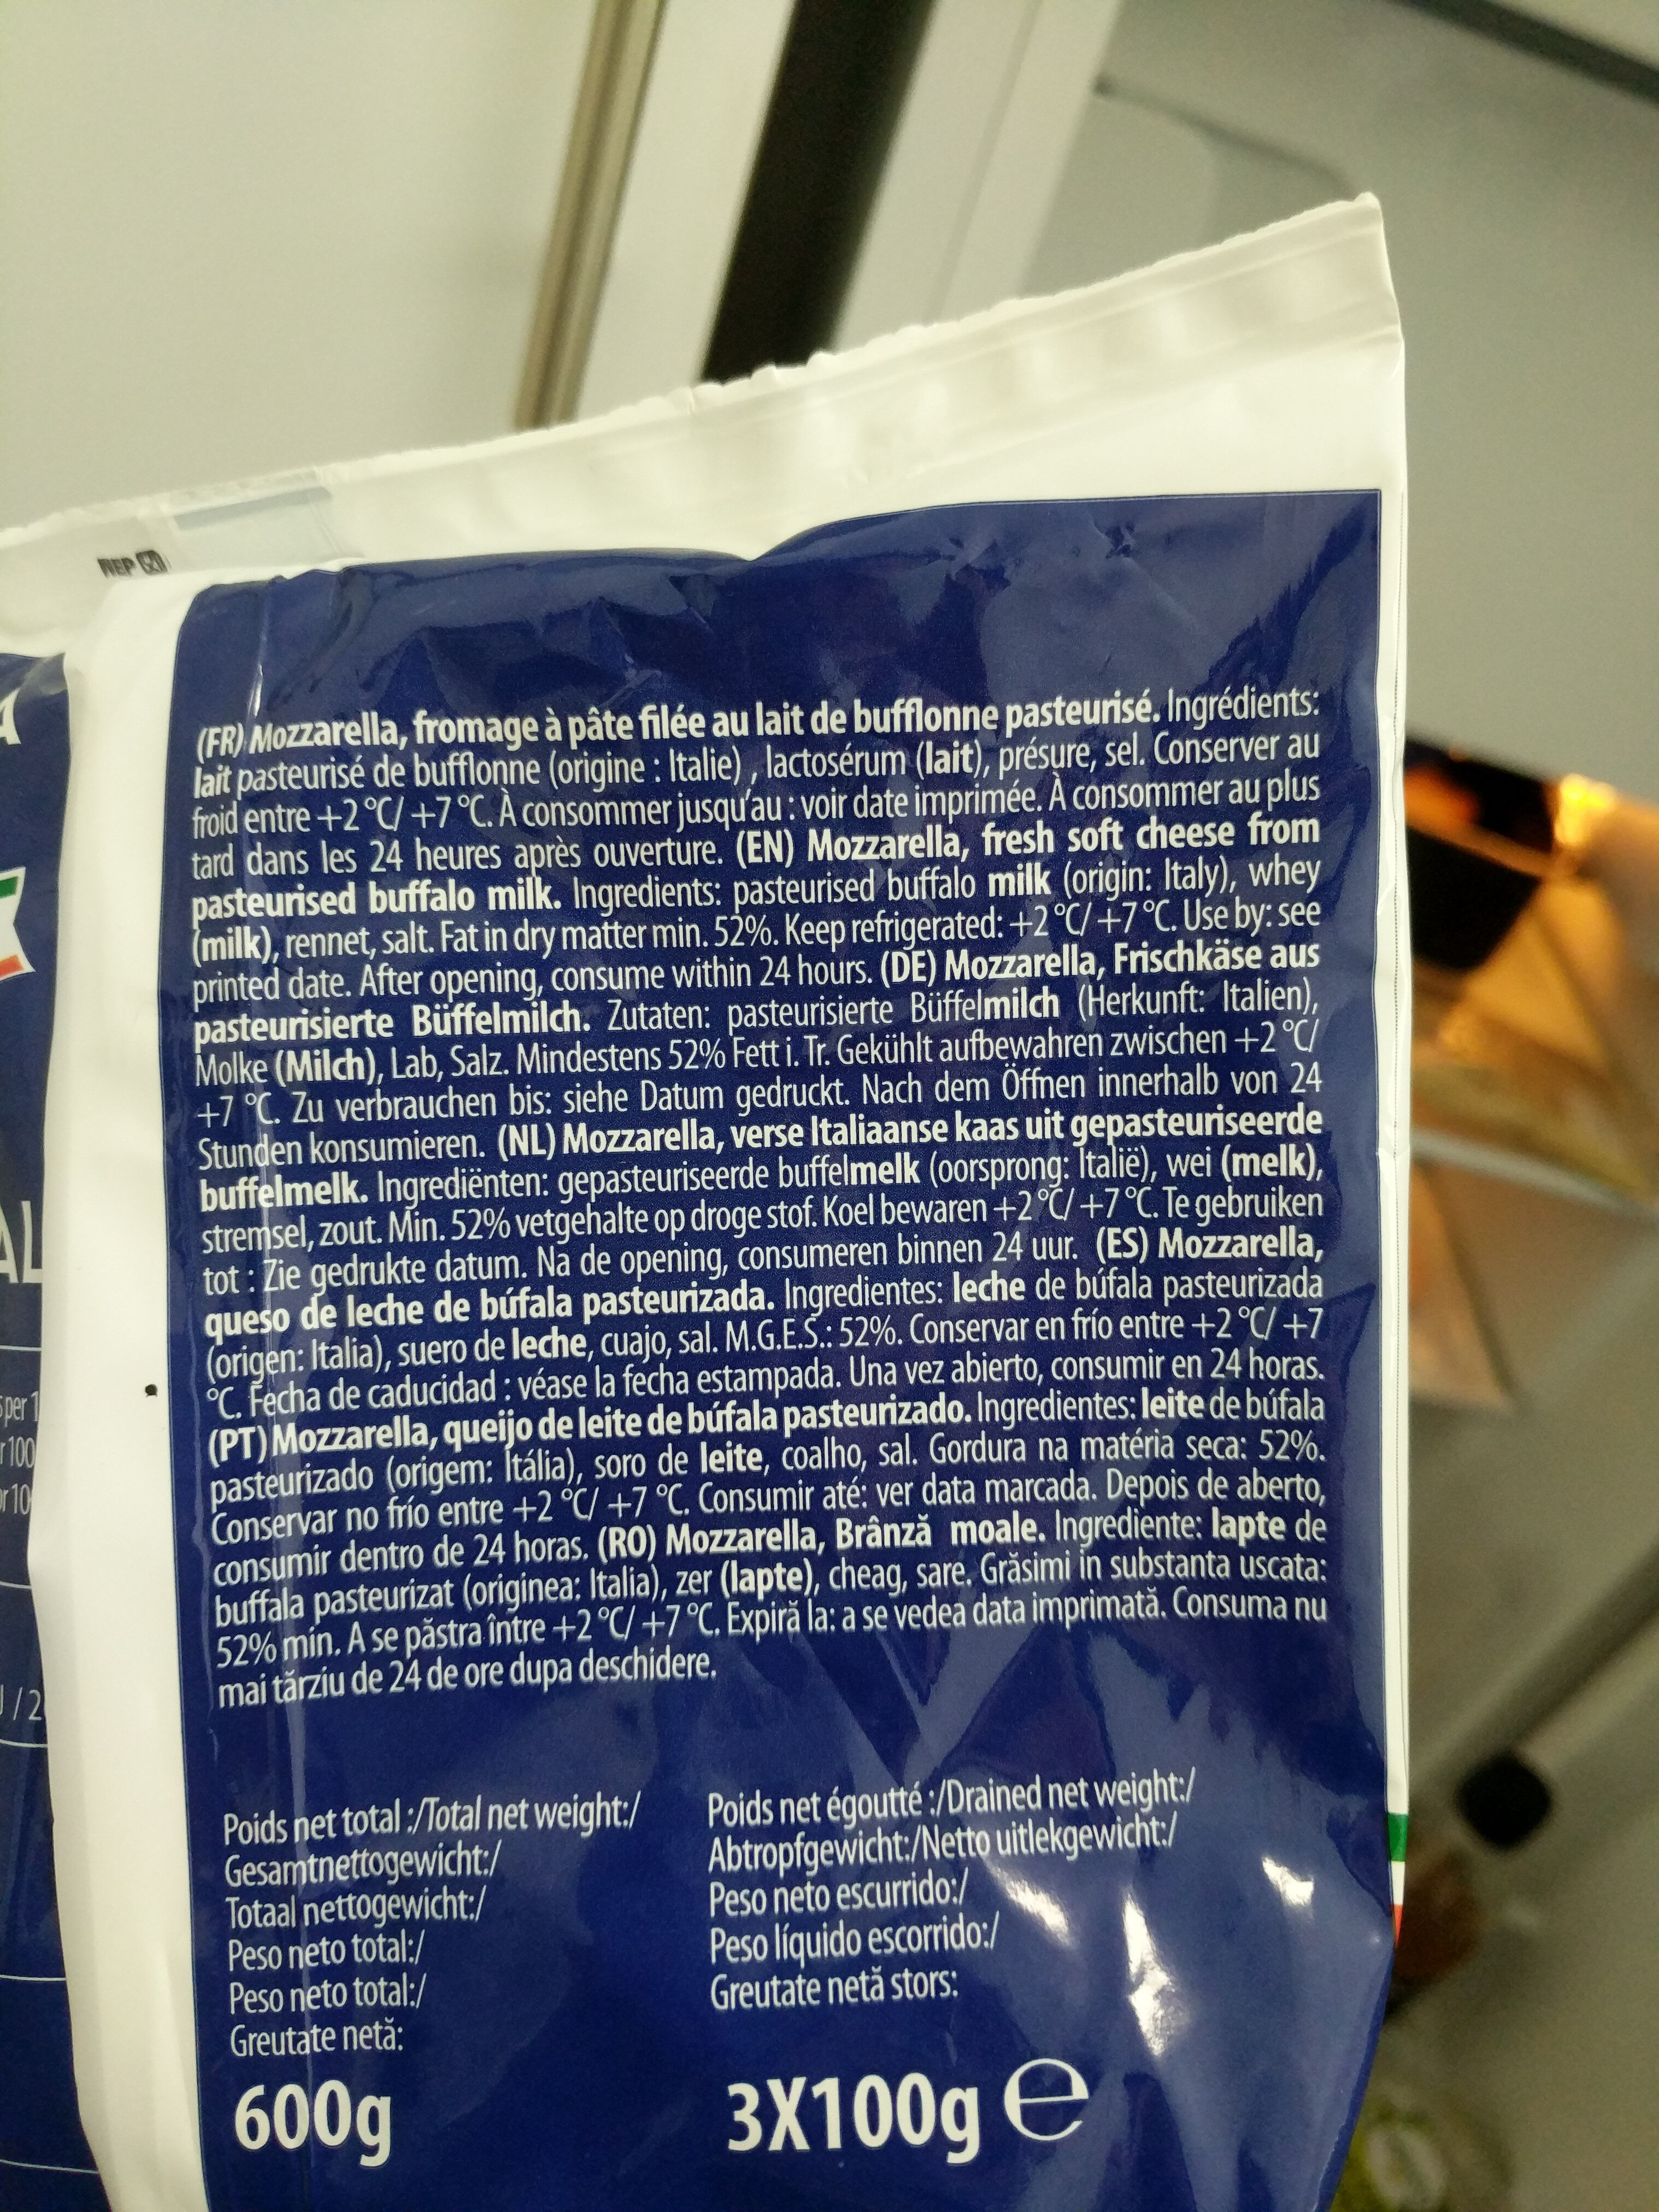 (FR) Mozzarella, fromage à pâte filée au lait de bufflonne pasteurisé. Ingrédients:
lait pasteurisé de bufflonne (origine : Italie) , lactosérum (lait), présure, sel. Conserver au
froid entre +2 °C/ +7 °C. À consommer jusqu'au : voir date imprimée. À consommer au plus
tard dans les 24 heures après ouverture. (EN) Mozzarella, fresh soft cheese from
pasteurised buffalo milk. Ingredients: pasteurised buffalo milk (origin: Italy), whey
(milk), rennet, salt. Fat in dry matter min. 52%. Keep refrigerated: +2 °C/ +7 °C. Use by: see
printed date. After opening, consume within 24 hours. (DE) Mozzarella, Frischkäse aus
pasteurisierte Büffelmilch. Zutaten: pasteurisierte Büffelmilch (Herkunft: Italien),
Molke (Milch), Lab, Salz. Mindestens 52% Fett i. Tr. Gekühlt aufbewahren zwischen +2 °C/
+7 °C. Zu verbrauchen bis: siehe Datum gedruckt. Nach dem Öffnen innerhalb von 24
Stunden konsumieren. (NL) Mozzarella, verse Italiaanse kaas uit gepasteuriseerde
buffelmelk. Ingrediënten: gepasteuriseerde buffelmelk (oorsprong: Italië), wei (melk),
stremsel, zout. Min. 52% vetgehalte op droge stof. Koel bewaren +2 °C/ +7 °C. Te gebruiken
tot : Zie gedrukte datum. Na de opening, consumeren binnen 24 uur. (ES) Mozzarella,
queso de leche de búfala pasteurizada. Ingredientes: leche de búfala pasteurizada
(origen: Italia), suero de leche, cuajo, sal. M.G.E.S.: 52%. Conservar en frío entre +2 °C/ +7
°C. Fecha de caducidad : véase la fecha estampada. Una vez abierto, consumir en 24 horas.
(PT) Mozzarella, queijo de leite de búfala pasteurizado. Ingredientes: leite de búfala
pasteurizado (origem: Itália), soro de leite, coalho, sal. Gordura na matéria seca: 52%.
Conservar no frío entre +2 °C/ +7 °C. Consumir até: ver data marcada. Depois de aberto,
consumir dentro de 24 horas. (RO) Mozzarella, Brânză moale. Ingrediente: lapte de
buffala pasteurizat (originea: Italia), zer (lapte), cheag, sare. Grăsimi in substanta uscata:
52% min. A se păstra între +2 °C/ +7 °C. Expiră la: a se vedea data imprimată. Consuma nu
mai tărziu de 24 de ore dupa deschidere.
Poids net total :/Total net weight:/
Gesamtnettogewicht:/
Totaal nettogewicht:/
Peso neto total:/
Peso neto total:/
Greutate netă:
600g
Poids net égoutté :/Drained net weight:/
Abtropfgewicht:/Netto uitlekgewicht:/
Peso neto escurrido:/
Peso líquido escorrido:/
Greutate netă stors:
3X100g ℮